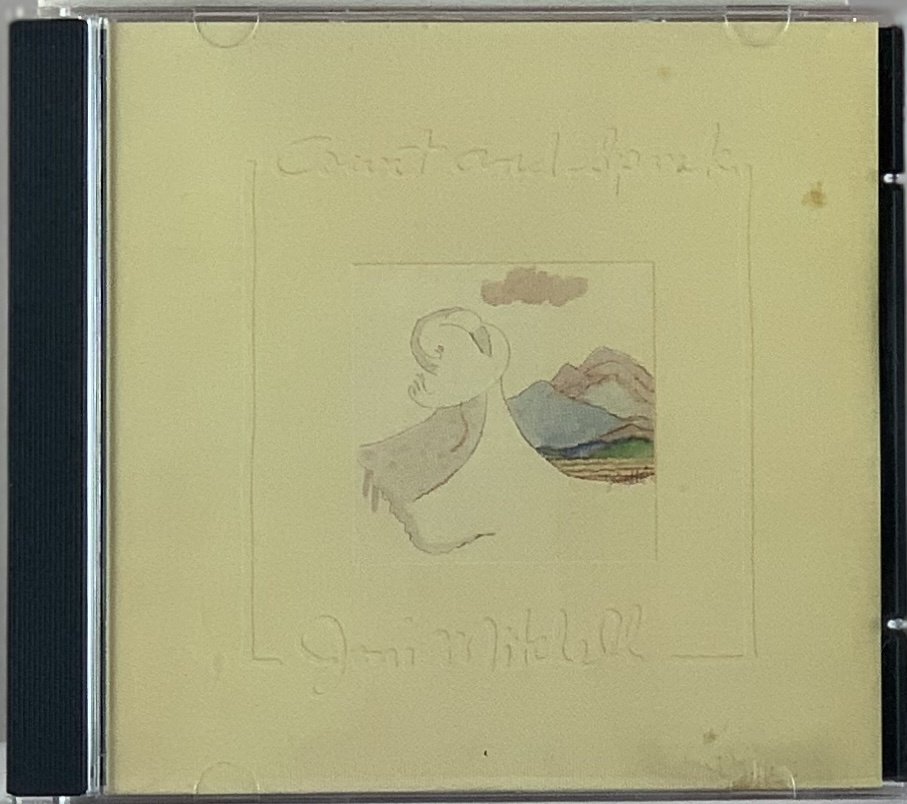 Court and Spark
Joni Mitchell